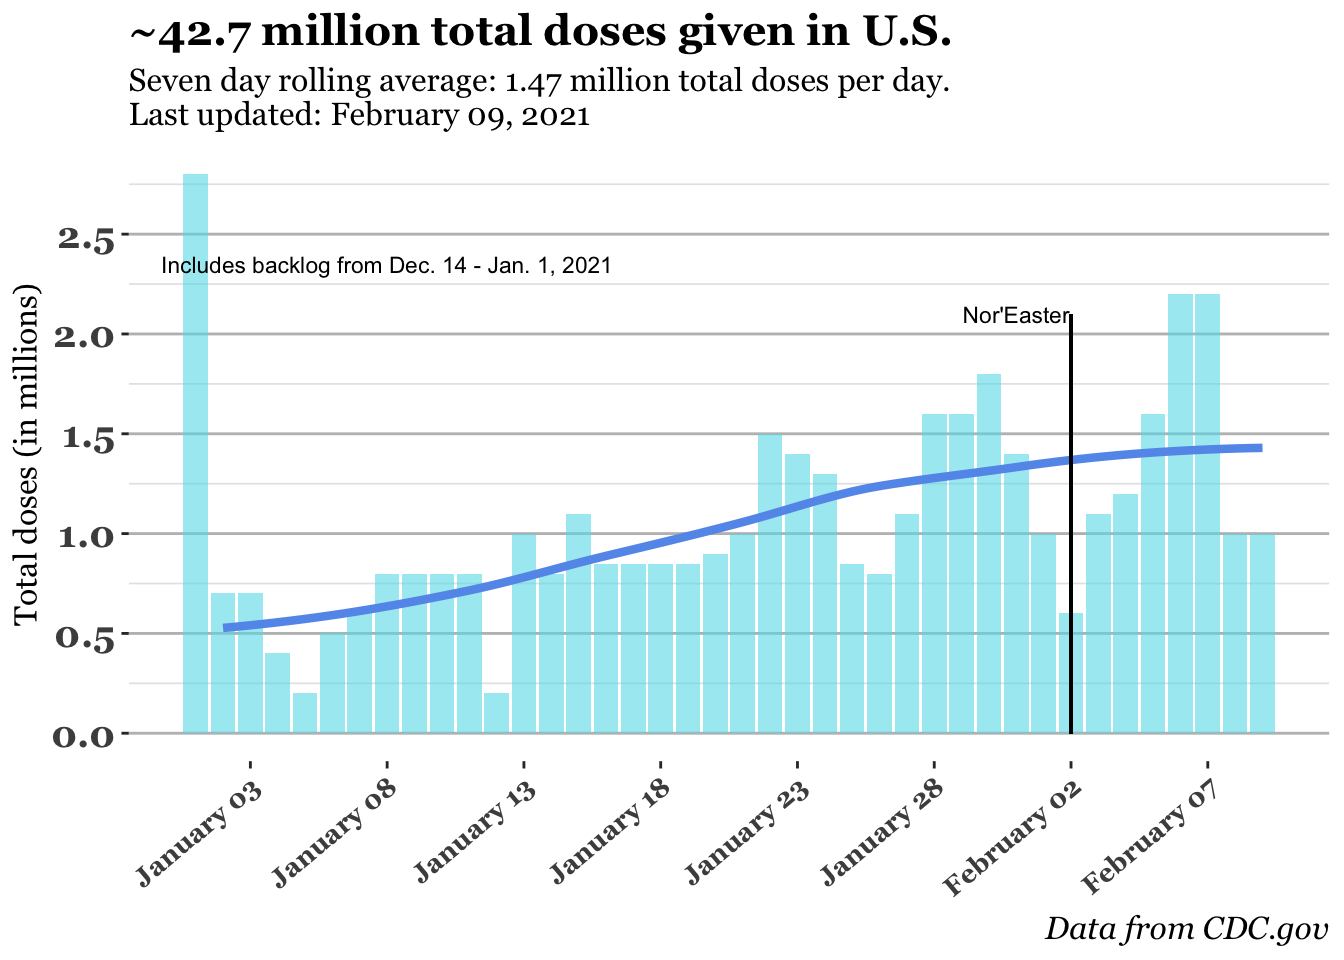 ~42.7 million total doses given in U.S.
Seven day rolling average: 1.47 million total doses per day.
Last updated: February 09, 2021
Total doses (in millions)
2.5
2.0
1.5
1.0
0.5
0.0
Includes backlog from Dec. 14 - Jan. 1, 2021
Nor'Easter
January 03
January 08
January 13
January 18
January 23
January 28
February 02
February 07
Data from CDC.gov